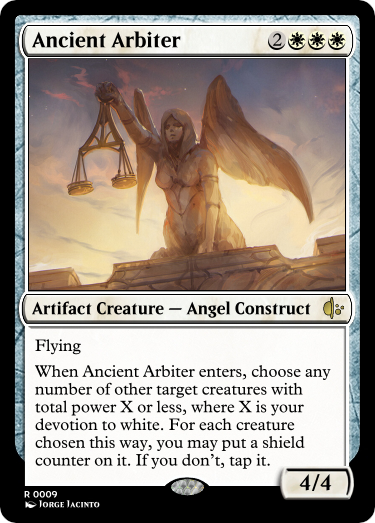 Ancient Arbiter 2
Artifact Creature — Angel Construct
Flying
When Ancient Arbiter enters, choose any
number of other target creatures with
total power X or less, where X is your
devotion to white. For each creature
chosen this way, you may put a shield
counter on it. If you don't, tap it.
4/4
R 0009
Jorge Jacinto